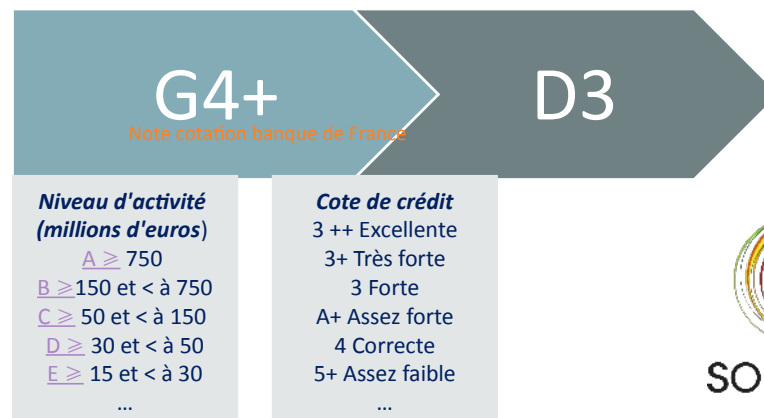 G4+
D3
Note cotation banque de France
Niveau d'activité
(millions d'euros)
A ⩾ 750
B ⩾150 et < à 750
C ⩾ 50 et < à 150
D ⩾ 30 et < à 50
E ⩾ 15 et < à 30
...
Cote de crédit
3 ++ Excellente
3+ Très forte
3 Forte
A+ Assez forte
4 Correcte
5+ Assez faible
...
SO